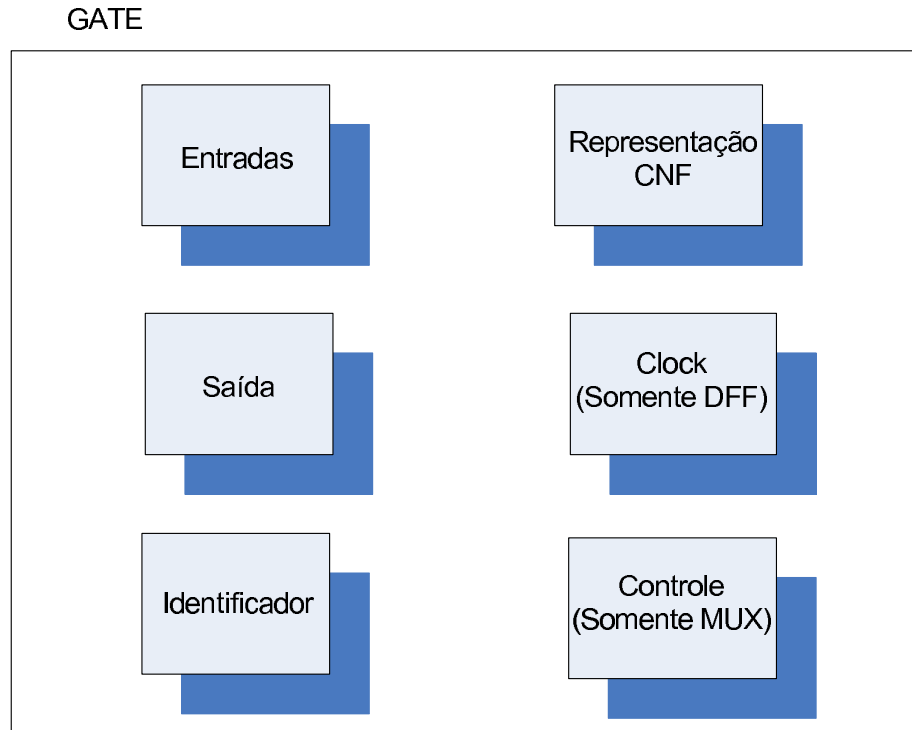 GATE
Entradas
Representação
CNF
Saída
Clock
(Somente DFF)
Identificador
Controle
(Somente MUX)